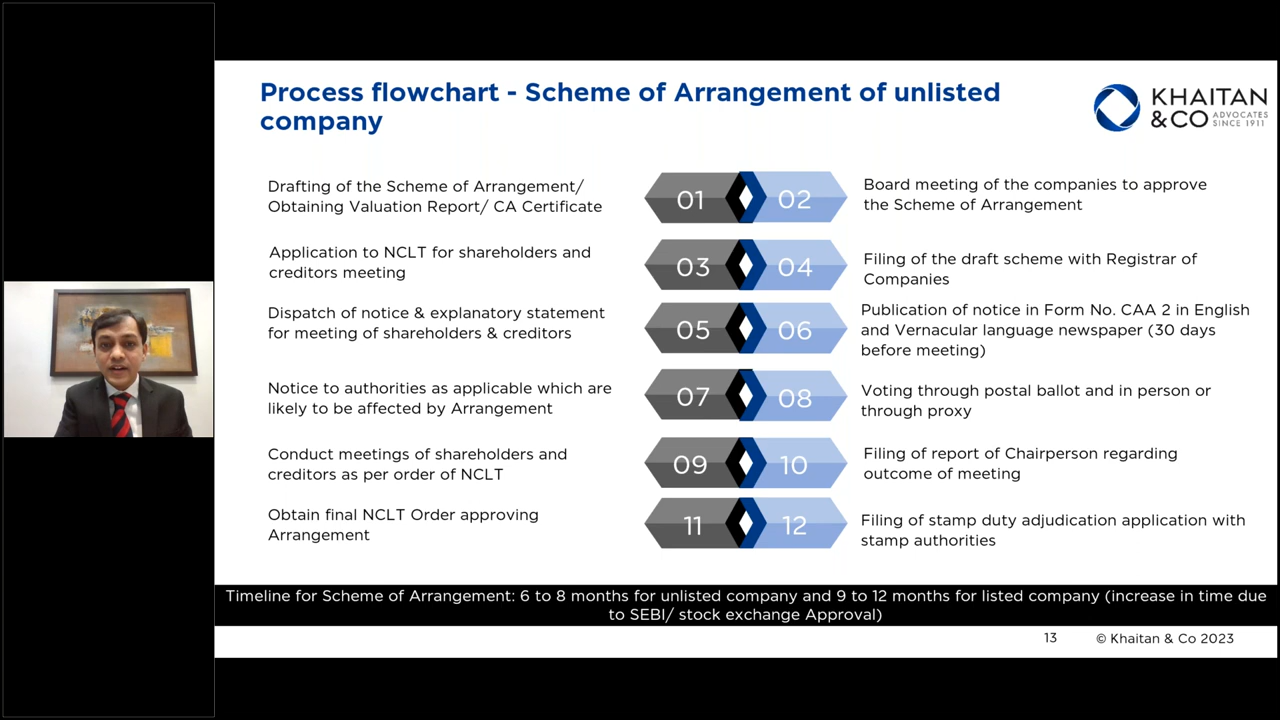 Process flowchart - Scheme of Arrangement of unlisted
company
KHAITAN
& CO ADVOCATES
SINCE 1911
Drafting of the Scheme of Arrangement/
Obtaining Valuation Report/ CA Certificate
01
02
Board meeting of the companies to approve
the Scheme of Arrangement
Application to NCLT for shareholders and
creditors meeting
03
04
Filing of the draft scheme with Registrar of
Companies
Dispatch of notice & explanatory statement
for meeting of shareholders & creditors
05
06
Publication of notice in Form No. CAA 2 in English
and Vernacular language newspaper (30 days
before meeting)
Notice to authorities as applicable which are
likely to be affected by Arrangement
07
08
Voting through postal ballot and in person or
through proxy
Conduct meetings of shareholders and
creditors as per order of NCLT
09
10
Filing of report of Chairperson regarding
outcome of meeting
Obtain final NCLT Order approving
Arrangement
11
12
Filing of stamp duty adjudication application with
stamp authorities
Timeline for Scheme of Arrangement: 6 to 8 months for unlisted company and 9 to 12 months for listed company (increase in time due
to SEBI/ stock exchange Approval)
13
© Khaitan & Co 2023